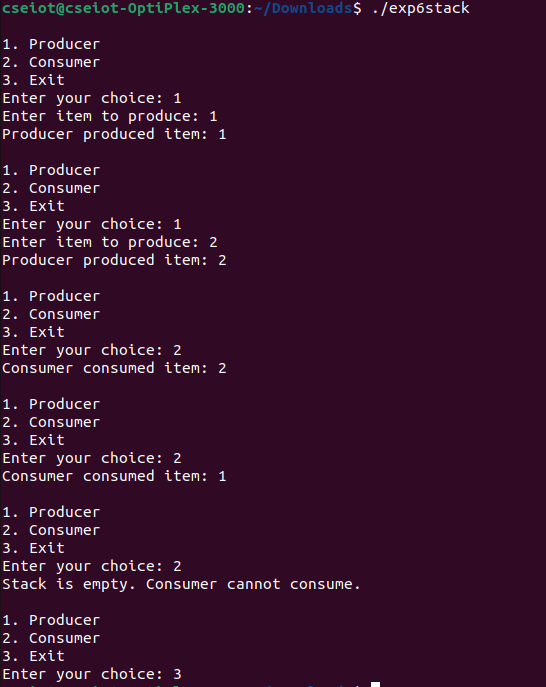 cseiot@cseiot-OptiPlex-3000:~/Downloads$ ./exp6stack
1. Producer
2. Consumer
3. Exit
Enter your choice: 1
Enter item to produce: 1
Producer produced item: 1
1. Producer
2. Consumer
3. Exit
Enter your choice: 1
Enter item to produce: 2
Producer produced item: 2
1. Producer
2. Consumer
3. Exit
Enter your choice: 2
Consumer consumed item: 2
1. Producer
2. Consumer
3. Exit
Enter your choice: 2
Consumer consumed item: 1
1. Producer
2. Consumer
3. Exit
Enter your choice: 2
Stack is empty. Consumer cannot consume.
1. Producer
2. Consumer
3. Exit
Enter your choice: 3